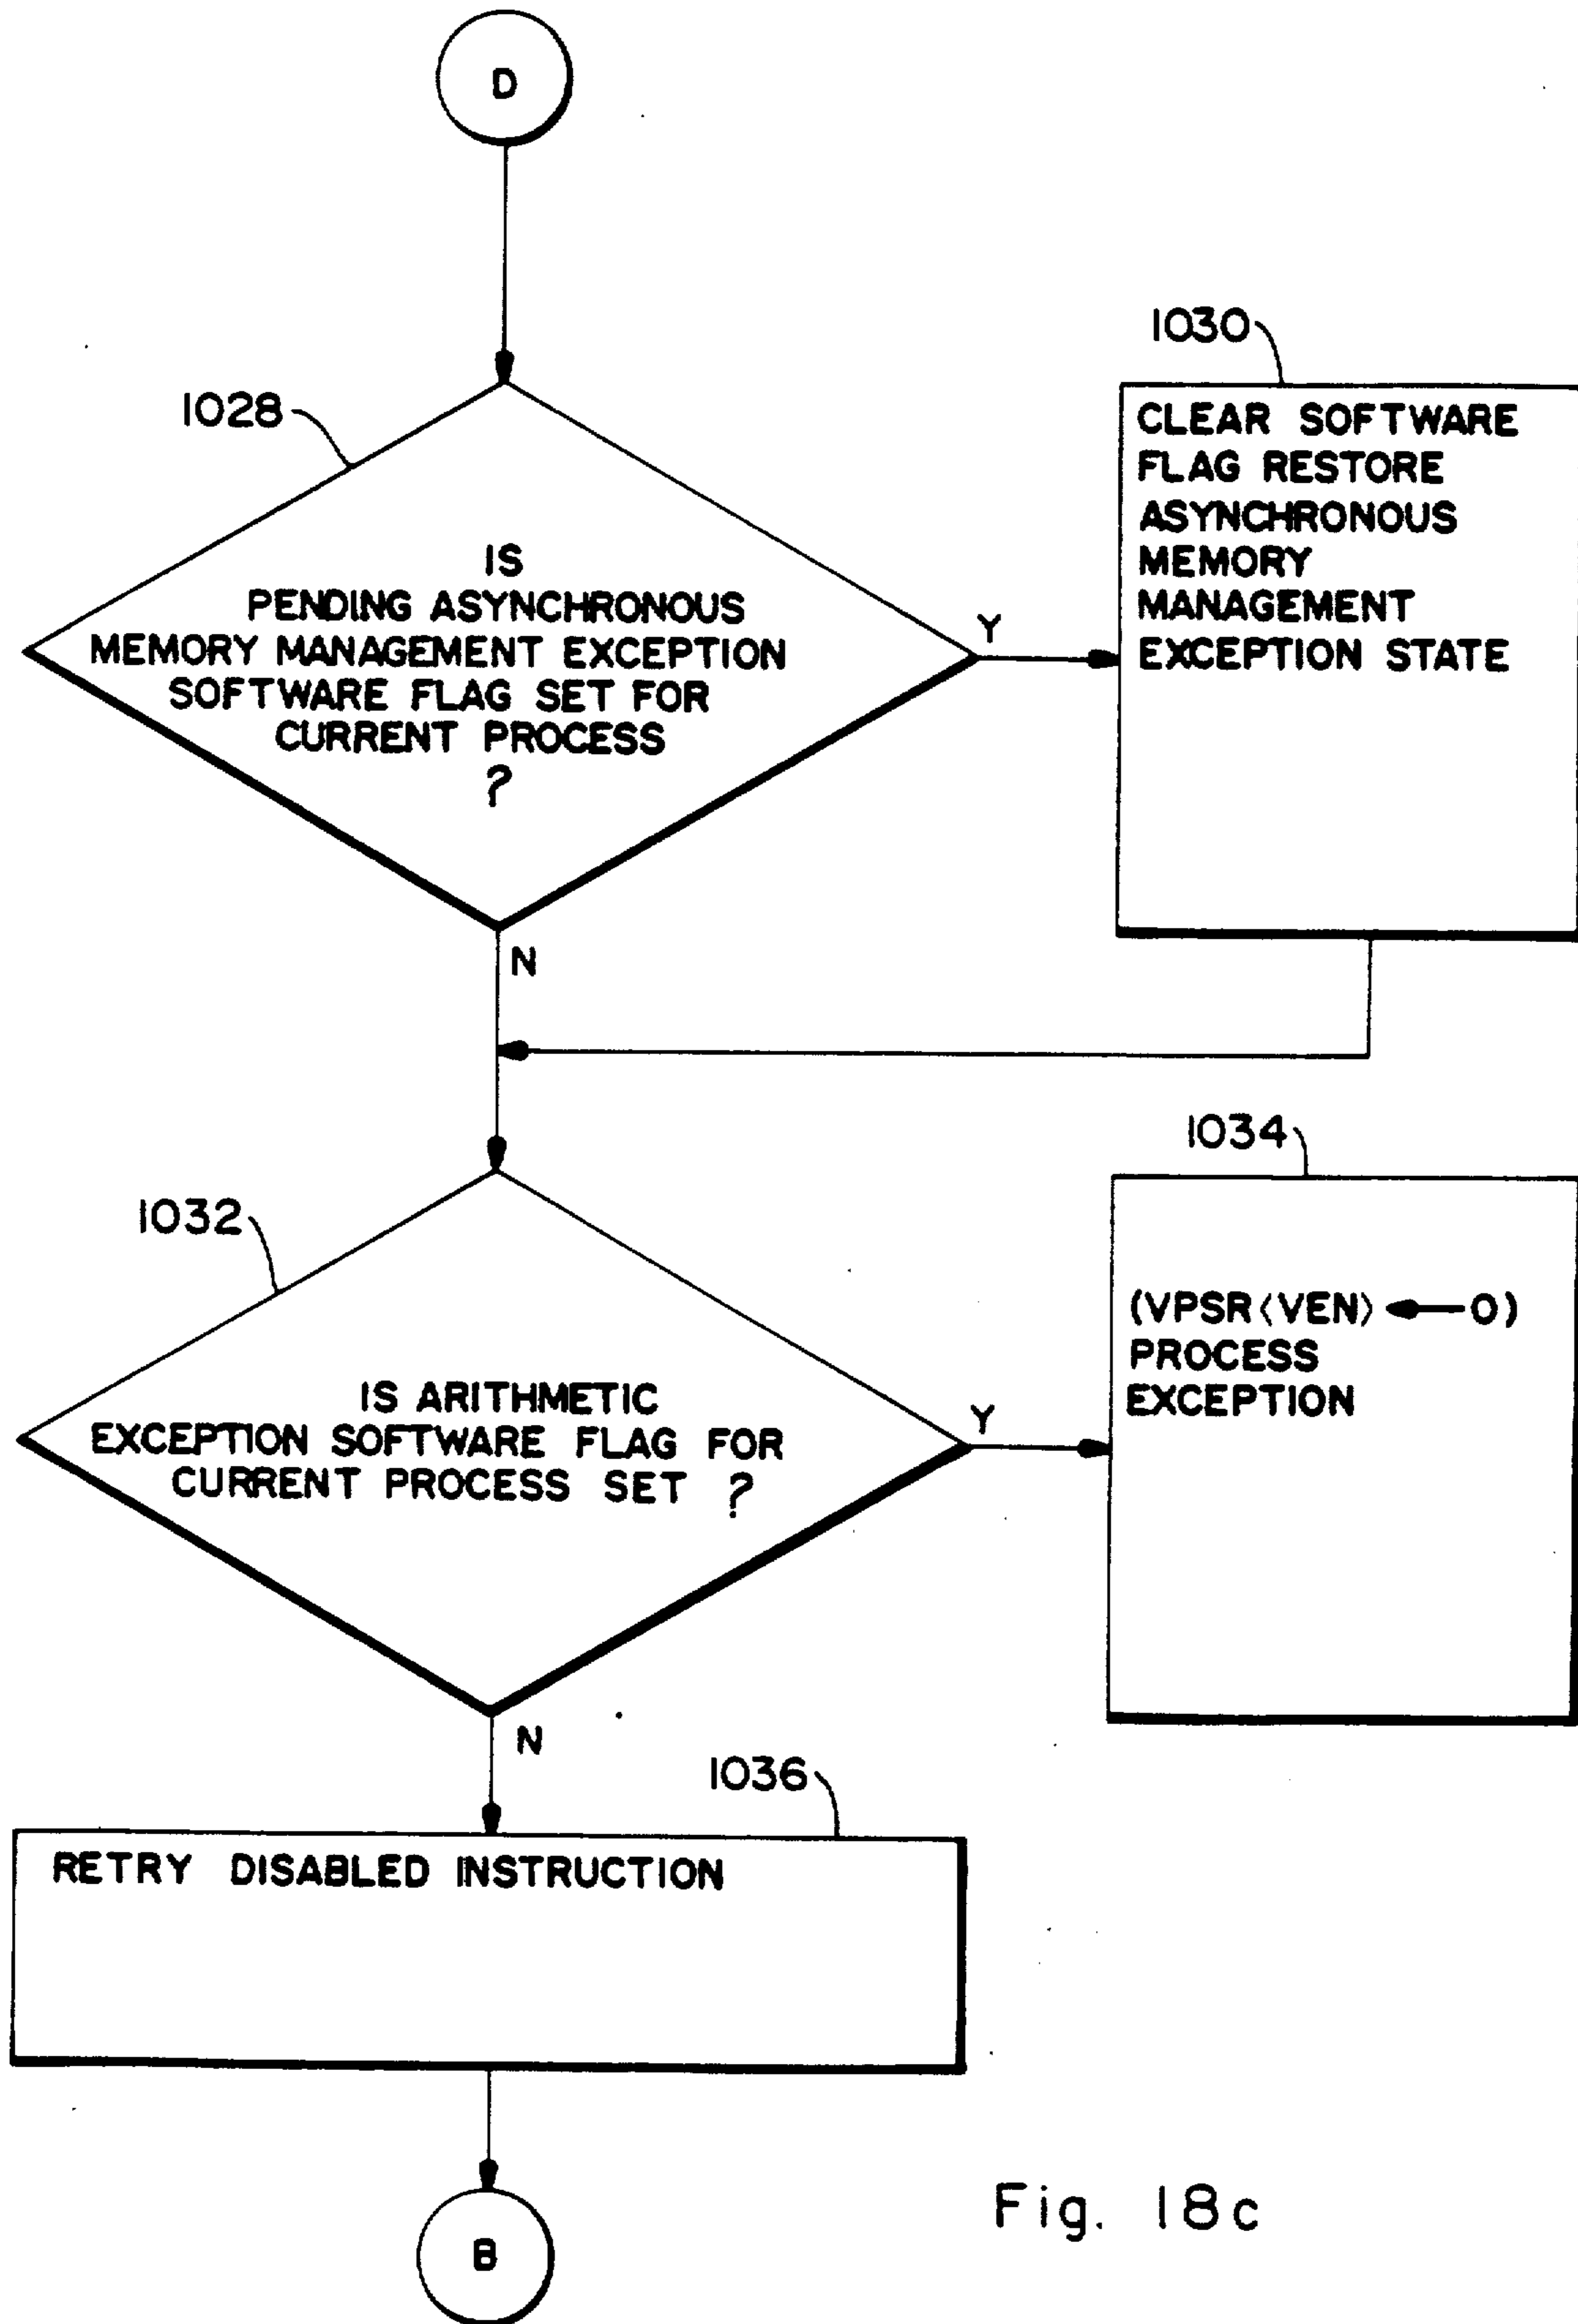 D
1028
IS
PENDING ASYNCHRONOUS
MEMORY MANAGEMENT EXCEPTION
SOFTWARE FLAG SET FOR
CURRENT PROCESS
?
Y
N
1030
CLEAR SOFTWARE
FLAG RESTORE
ASYNCHRONOUS
MEMORY
MANAGEMENT
EXCEPTION STATE
1032
IS ARITHMETIC
EXCEPTION SOFTWARE FLAG FOR
CURRENT PROCESS SET ?
Y
N
1034
(VPSR<VEN> ← 0)
PROCESS
EXCEPTION
1036
RETRY DISABLED INSTRUCTION
B
Fig. 18c